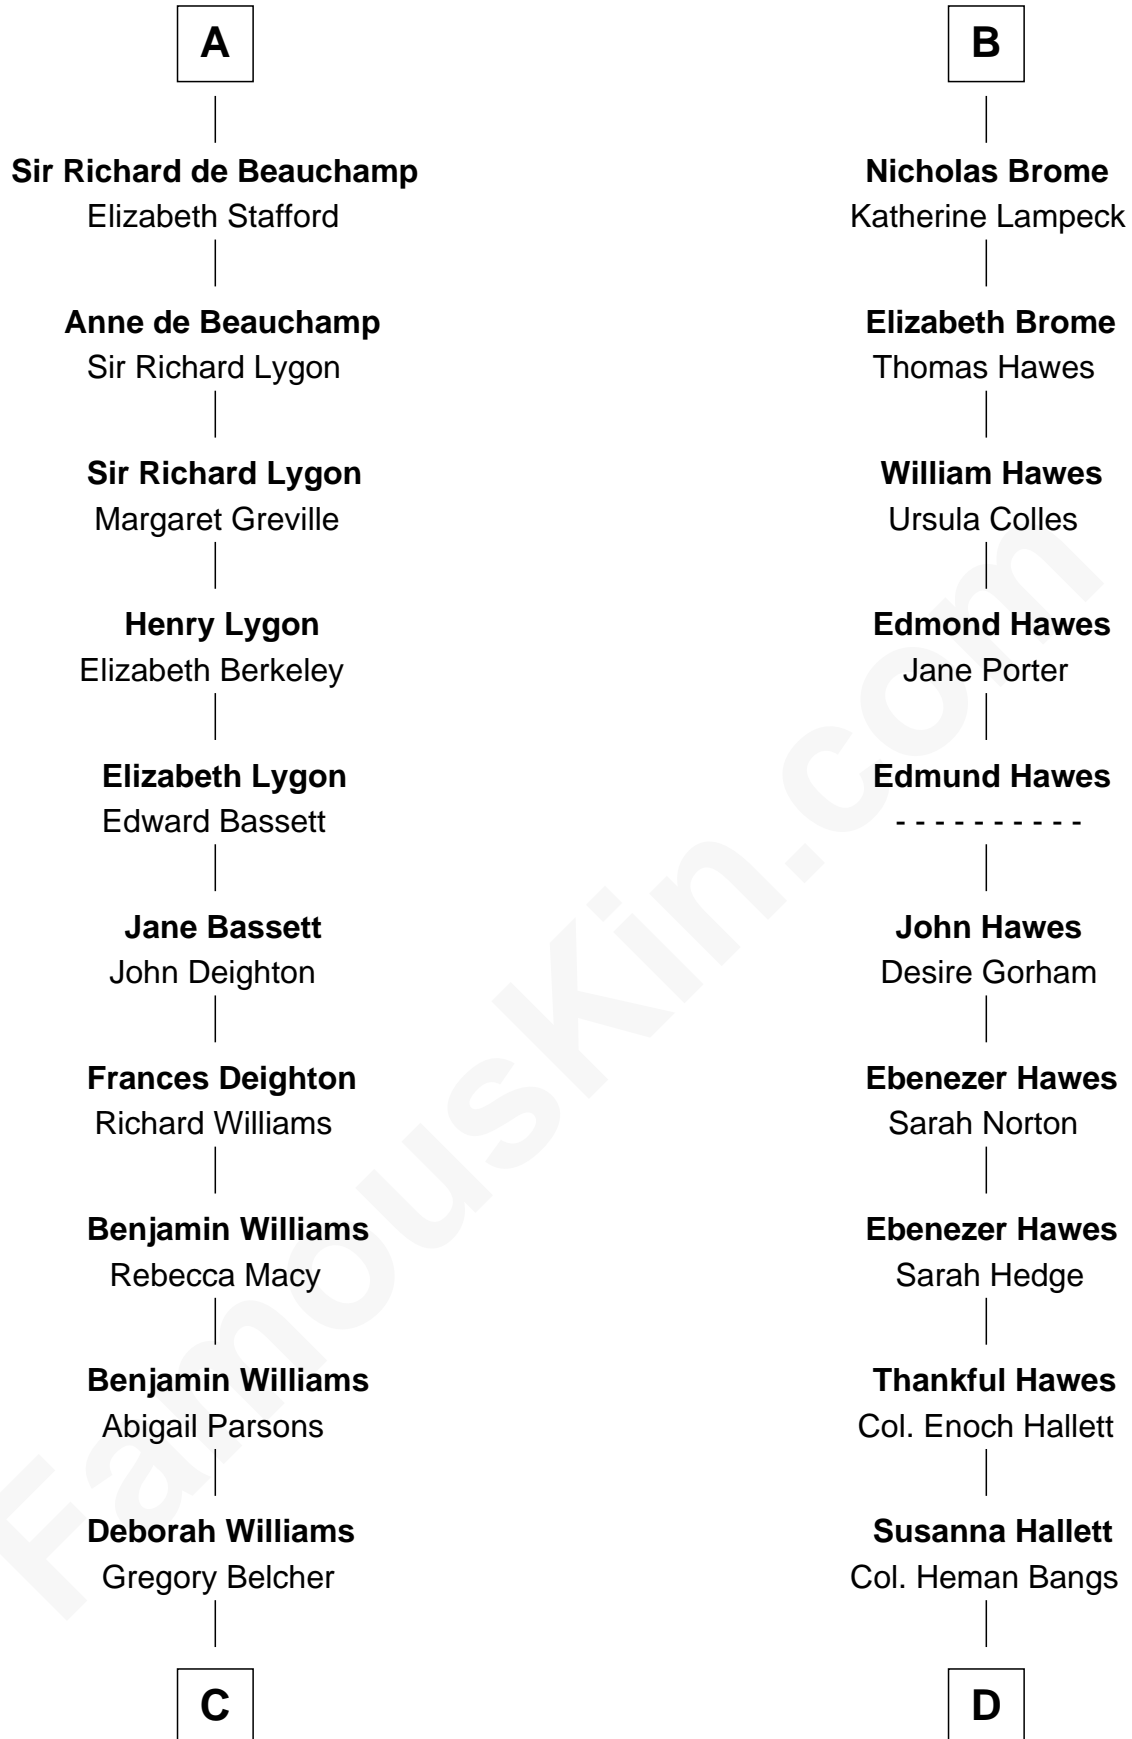 A
Sir Richard de Beauchamp
Elizabeth Stafford
Anne de Beauchamp
Sir Richard Lygon
Sir Richard Lygon
Margaret Greville
Henry Lygon
Elizabeth Berkeley
Elizabeth Lygon
Edward Bassett
Jane Bassett
John Deighton
Frances Deighton
Richard Williams
Benjamin Williams
Rebecca Macy
Benjamin Williams
Abigail Parsons
Deborah Williams
Gregory Belcher
C
B
Nicholas Brome
Katherine Lampeck
Elizabeth Brome
Thomas Hawes
William Hawes
Ursula Colles
Edmond Hawes
Jane Porter
Edmund Hawes
- - - - - - - - - -
John Hawes
Desire Gorham
Ebenezer Hawes
Sarah Norton
Ebenezer Hawes
Sarah Hedge
Thankful Hawes
Col. Enoch Hallett
Susanna Hallett
Col. Heman Bangs
D
FamousKin.com